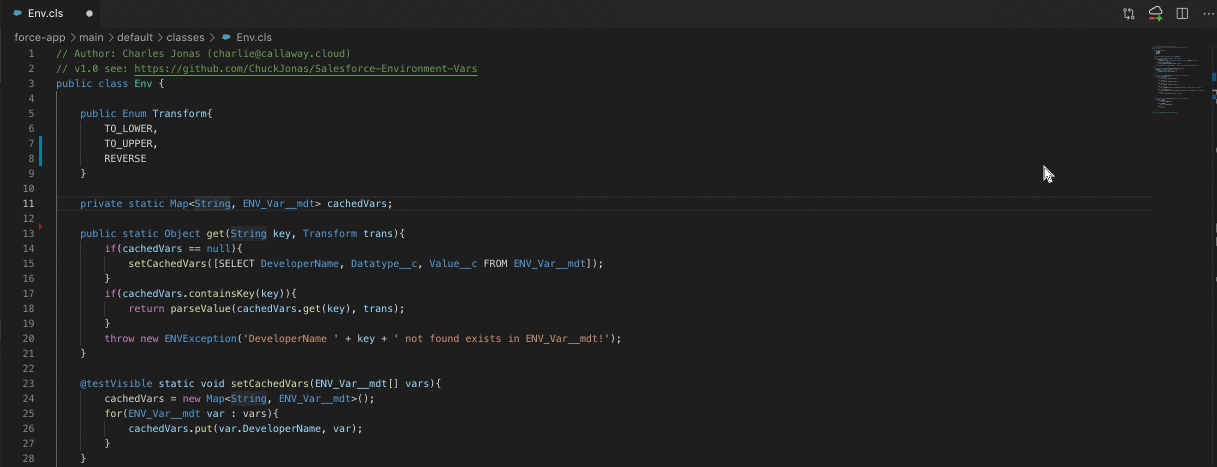 Env.cls
force-app > main > default > classes > Env.cls
1 // Author: Charles Jonas (charlie@callaway.cloud)
2 // v1.0 see: https://github.com/ChuckJonas/Salesforce-Environment-Vars
3 public class Env {
4
5 public Enum Transform{
6 TO_LOWER,
7 TO_UPPER,
8 REVERSE
9 }
10
11 private static Map<String, ENV_Var__mdt> cachedVars;
12
13 public static Object get(String key, Transform trans){
14 if(cachedVars == null){
15 setCachedVars([SELECT DeveloperName, Datatype__c, Value__c FROM ENV_Var__mdt]);
16 }
17 if(cachedVars.containsKey(key)){
18 return parseValue(cachedVars.get(key), trans);
19 }
20 throw new ENVException('DeveloperName ' + key + ' not found exists in ENV_Var__mdt!');
21 }
22
23 @testVisible static void setCachedVars(ENV_Var__mdt[] vars){
24 cachedVars = new Map<String, ENV_Var__mdt>();
25 for(ENV_Var__mdt var : vars){
26 cachedVars.put(var.DeveloperName, var);
27 }
28 }